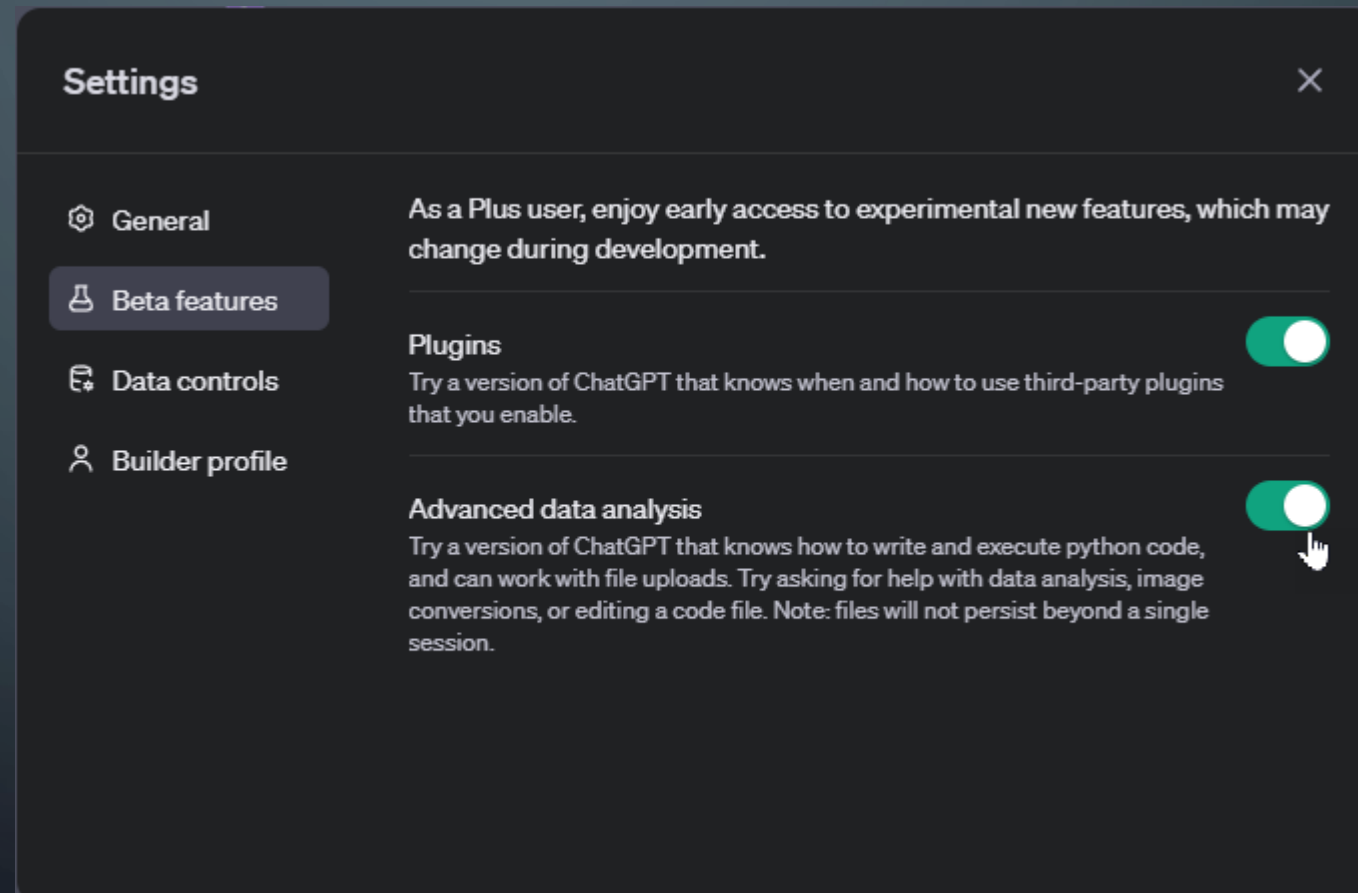 Settings
General
Beta features
Data controls
Builder profile
As a Plus user, enjoy early access to experimental new features, which may
change during development.
Plugins
Try a version of ChatGPT that knows when and how to use third-party plugins
that you enable.
Advanced data analysis
Try a version of ChatGPT that knows how to write and execute python code,
and can work with file uploads. Try asking for help with data analysis, image
conversions, or editing a code file. Note: files will not persist beyond a single
session.